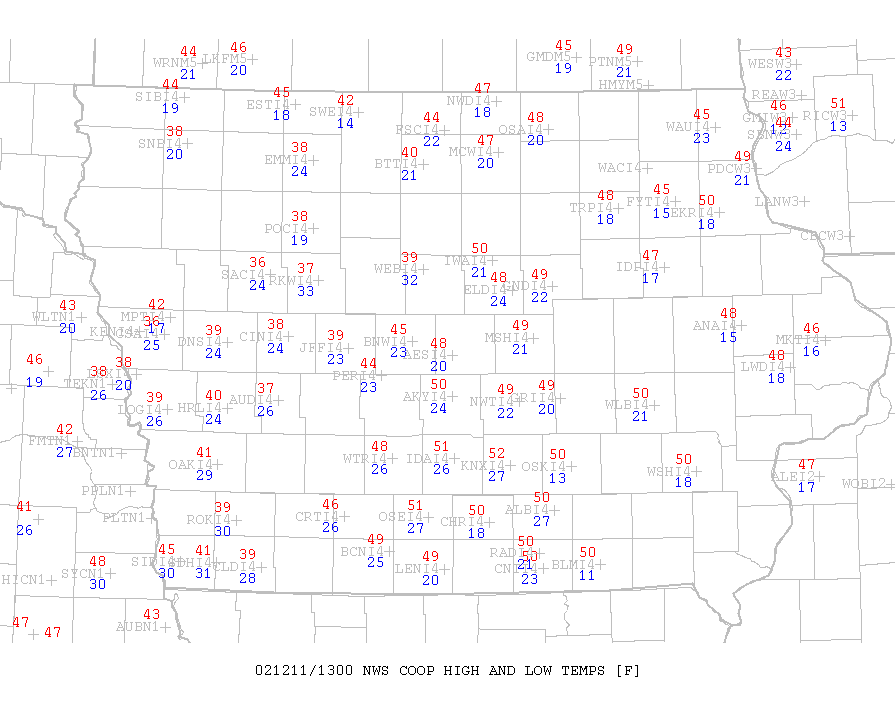 44 46 45 49 43
WRNM5 LKFM5 GMDM5 PTNM5 WESW3
21 20 19 21 22
HMYM5
44 45 42 47 REAW3
SIBI4 ESTI4 SWEI4 NWDI4 46 51
19 18 14 18 RICW3
44 48 45 44 13
FSCI4 OSAI4 WAUI4
38 22 20 23 24
SNBI4
20
38 40 47 49
EMMI4 BTTI4 MCWI4 WACI4 PDCW3
24 21 20 21
48 45 50 LANW3
TRPI4 FYTI4 EKRI4
18 15 18
38
POCI4 CBCW3
19
36 37 39 50 48 49 47
SACI4 RKWI4 WEBI4 IWAI4 ELDI4 GNDI4 IDPI4
24 33 32 21 24 22 17
43 42 48 46
WLTN1 MPTI4 ANAI4 MKTI4
20 17 15 16
39 38 39 45 48 49
25 DNSI4 CINI4 JFFI4 BNWI4 AESI4 MSHI4
24 24 23 23 20 21
46 38 38 44 48
19 TEKN1 20 PERI4 LWDI4
26 23 18
39 40 37 50 49 49 50
LOGI4 HRLI4 AUDI4 AKYI4 NWTI4 GRII4 WLBI4
26 24 26 24 22 20 21
42 41 48 51 52 50 50 47
FMTN1 BNTN1 OAKI4 WTRI4 IDAI4 KNXI4 OSKI4 WSHI4 ALEI2 WOBI2
27 29 26 26 27 13 18 17
PPLN1
41 39 46 51 50 50
26 PLTN1 ROKI4 CRTI4 OSEI4 CHRI4 ALBI4
30 26 27 18 27
48 45 41 39 49 49 50 50 50
HICN1 SYCN1 CLDI4 BCNI4 LENI4 RADI4 BLMI4
30 30 31 28 25 20 21 23 11
47 47 43
AUBN1
021211/1300 NWS COOP HIGH AND LOW TEMPS [F]